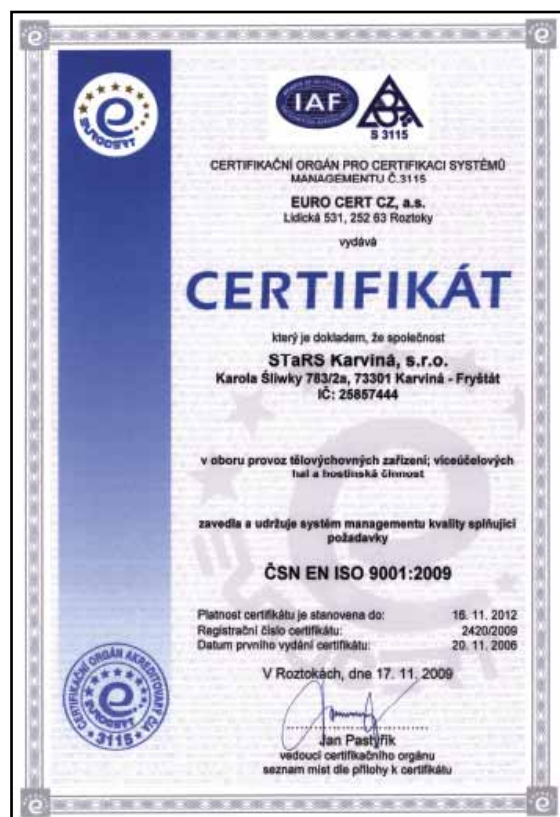 e
e
EUROCERT
IAF
S 3115
CERTIFIKAČNÍ ORGÁN PRO CERTIFIKACI SYSTÉMŮ
MANAGEMENTU Č.3115
EURO CERT CZ, a.s.
Lidická 531, 252 63 Roztoky
vydává
CERTIFIKÁT
který je dokladem, že společnost
STaRS Karviná, s.r.o.
Karola Śliwky 783/2a, 73301 Karviná - Fryštát
IČ: 25857444
v oboru provoz tělovýchovných zařízení; víceúčelových
hal a hostinská činnost
zavedla a udržuje systém managementu kvality splňující
požadavky
ČSN EN ISO 9001:2009
Platnost certifikátu je stanovena do: 16. 11. 2012
Registrační číslo certifikátu: 2420/2009
Datum prvního vydání certifikátu: 20. 11. 2006
V Roztokách, dne 17. 11. 2009
Jan Pastyřík
vedoucí certifikačního orgánu
seznam míst dle přílohy k certifikátu
CERTIFIKAČNÍ ORGÁN AKREDITOVANÝ ČIA
EUROCERT
3115
e
e